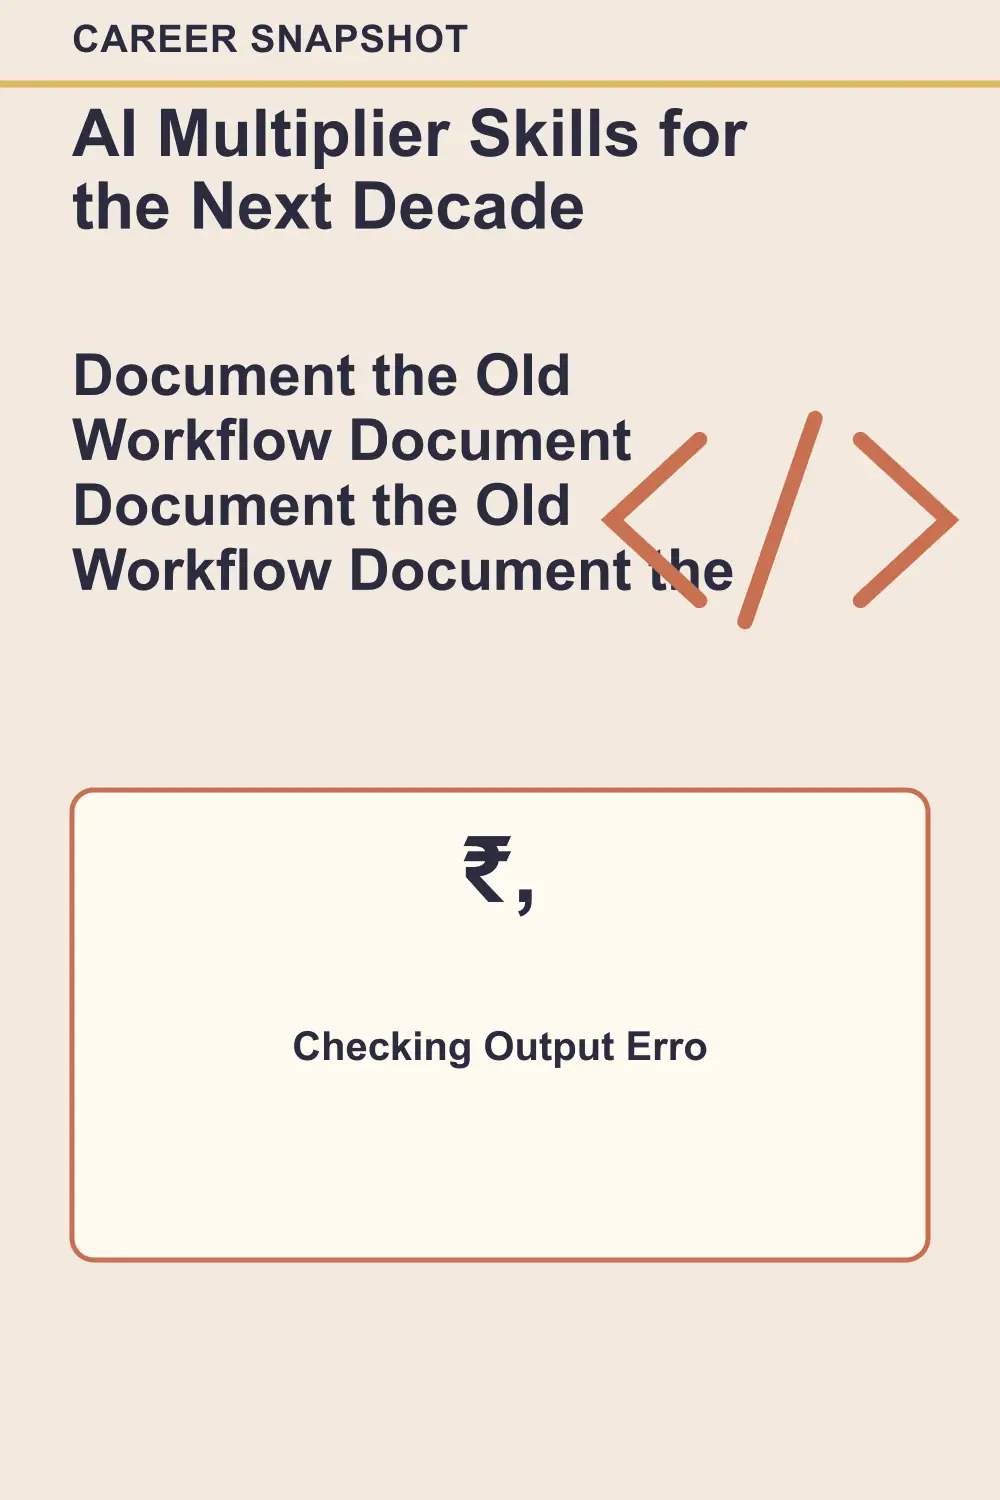 CAREER SNAPSHOT
AI Multiplier Skills for
the Next Decade
Document the Old
Workflow Document
Document the Old
Workflow Document the
₹,
Checking Output Erro